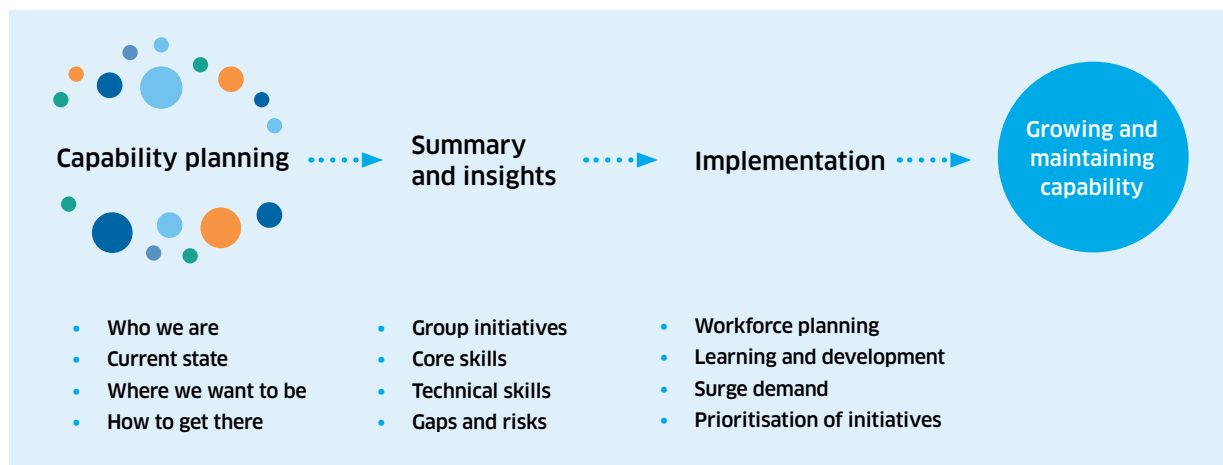 Capability planning
Summary
and insights
Implementation
Growing and
maintaining
capability
• Who we are
• Current state
• Where we want to be
• How to get there
• Group initiatives
• Core skills
• Technical skills
• Gaps and risks
• Workforce planning
• Learning and development
• Surge demand
• Prioritisation of initiatives